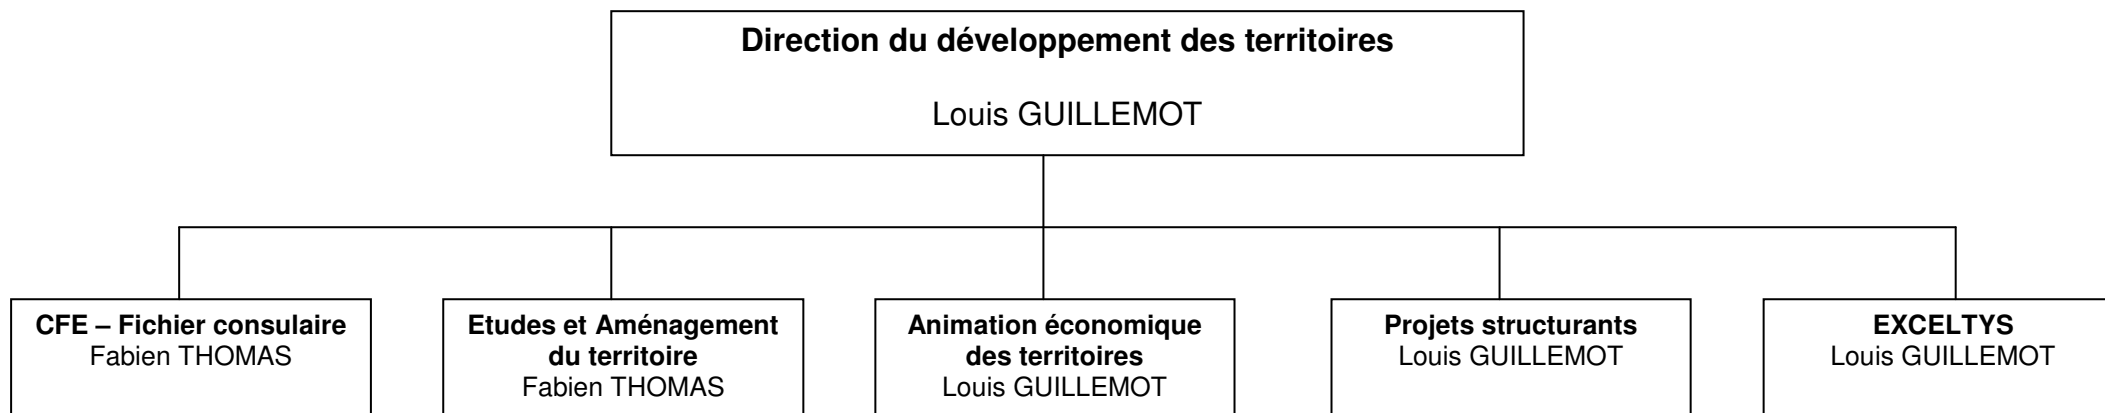 Direction du développement des territoires
Louis GUILLEMOT
CFE – Fichier consulaire
Fabien THOMAS
Etudes et Aménagement
du territoire
Fabien THOMAS
Animation économique
des territoires
Louis GUILLEMOT
Projets structurants
Louis GUILLEMOT
EXCELTYS
Louis GUILLEMOT